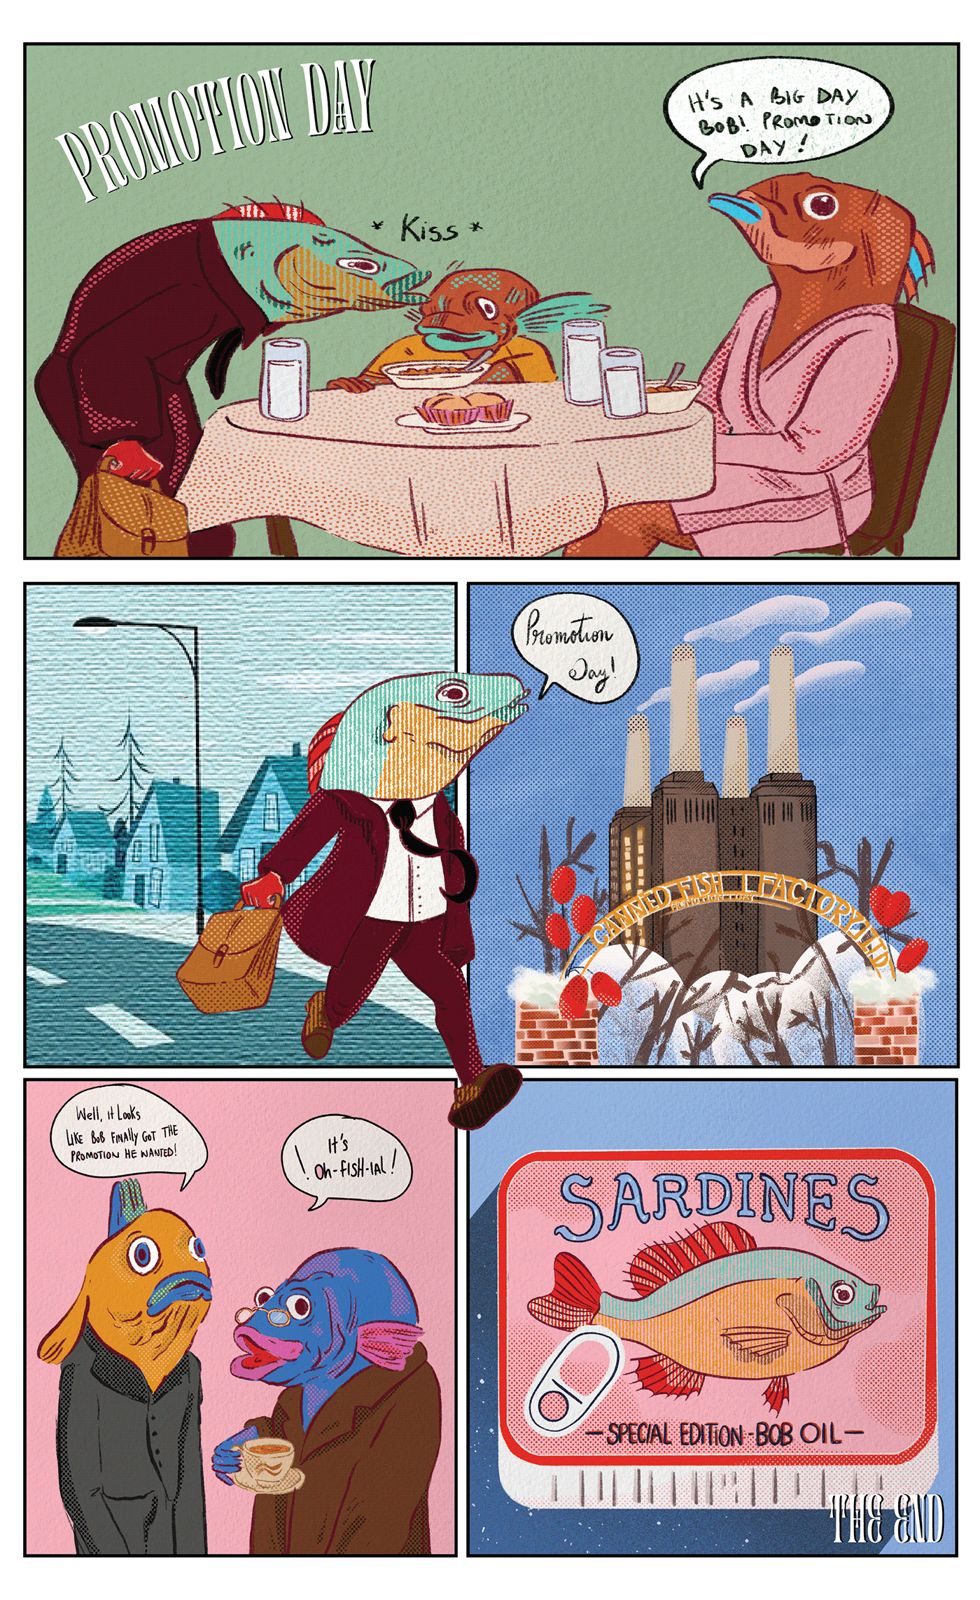 PROMOTION DAY
IT'S A BIG DAY
BOB! PROMOTION
DAY!
* Kiss *
Promotion
Day!
CANNED FISH FACTORY.LTD
Well, it Looks
LIKE BOB FINALLY GOT THE
PROMOTION HE WANTED!
IT'S
! Oh-FISH-IAL!
SARDINES
—SPECIAL EDITION-BOB OIL—
THE END